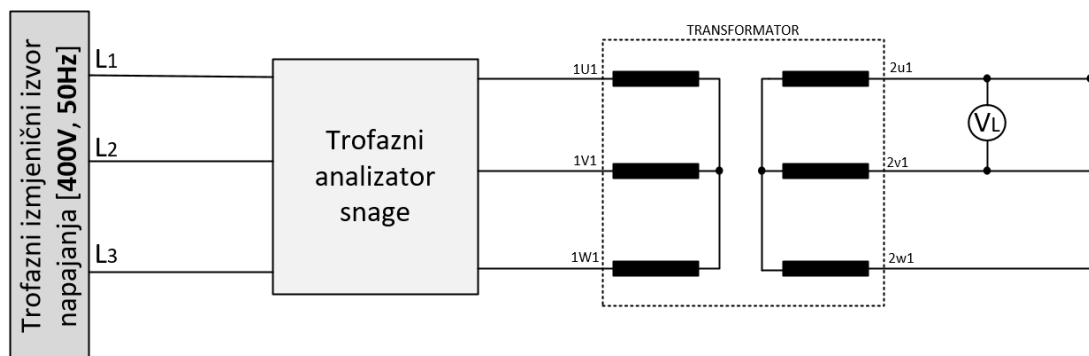 Trofazni izmjenični izvor
napajanja [400V, 50Hz]
L1
L2
L3
Trofazni
analizator
snage
TRANSFORMATOR
1U1
1V1
1W1
2u1
2v1
2w1
VL